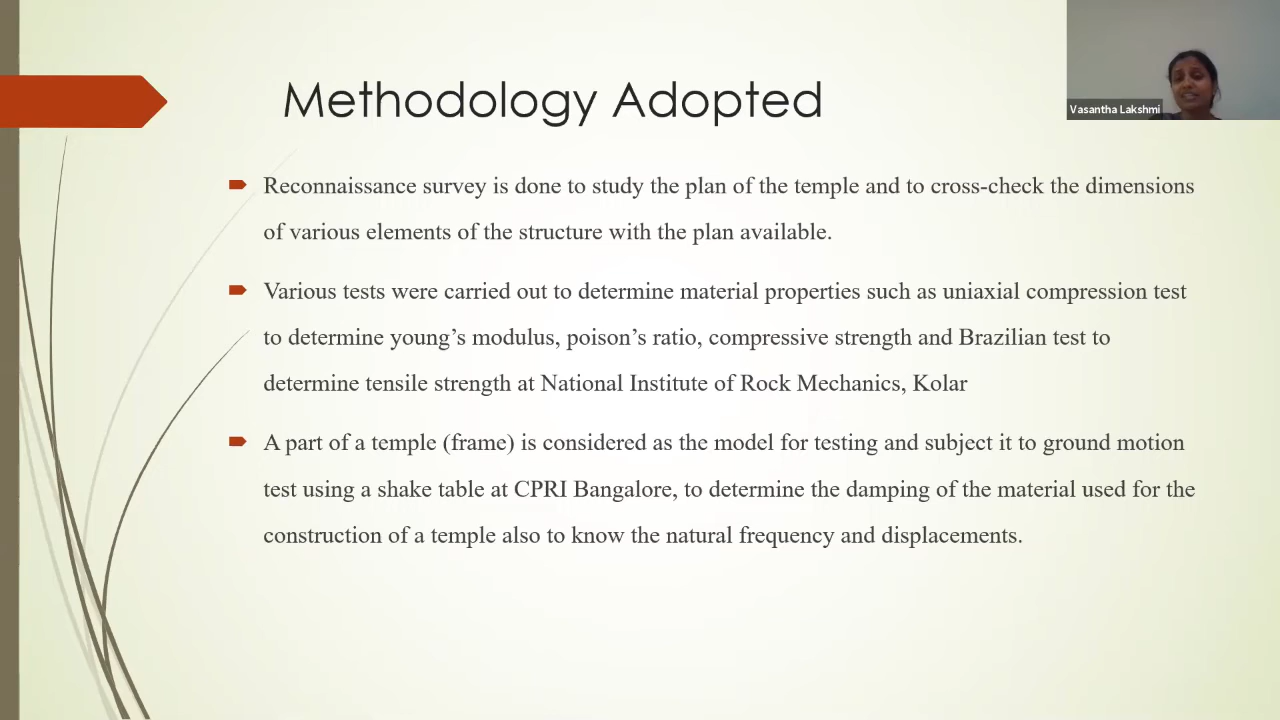 Methodology Adopted
Vasantha Lakshmi
Reconnaissance survey is done to study the plan of the temple and to cross-check the dimensions
of various elements of the structure with the plan available.
Various tests were carried out to determine material properties such as uniaxial compression test
to determine young’s modulus, poison’s ratio, compressive strength and Brazilian test to
determine tensile strength at National Institute of Rock Mechanics, Kolar
A part of a temple (frame) is considered as the model for testing and subject it to ground motion
test using a shake table at CPRI Bangalore, to determine the damping of the material used for the
construction of a temple also to know the natural frequency and displacements.